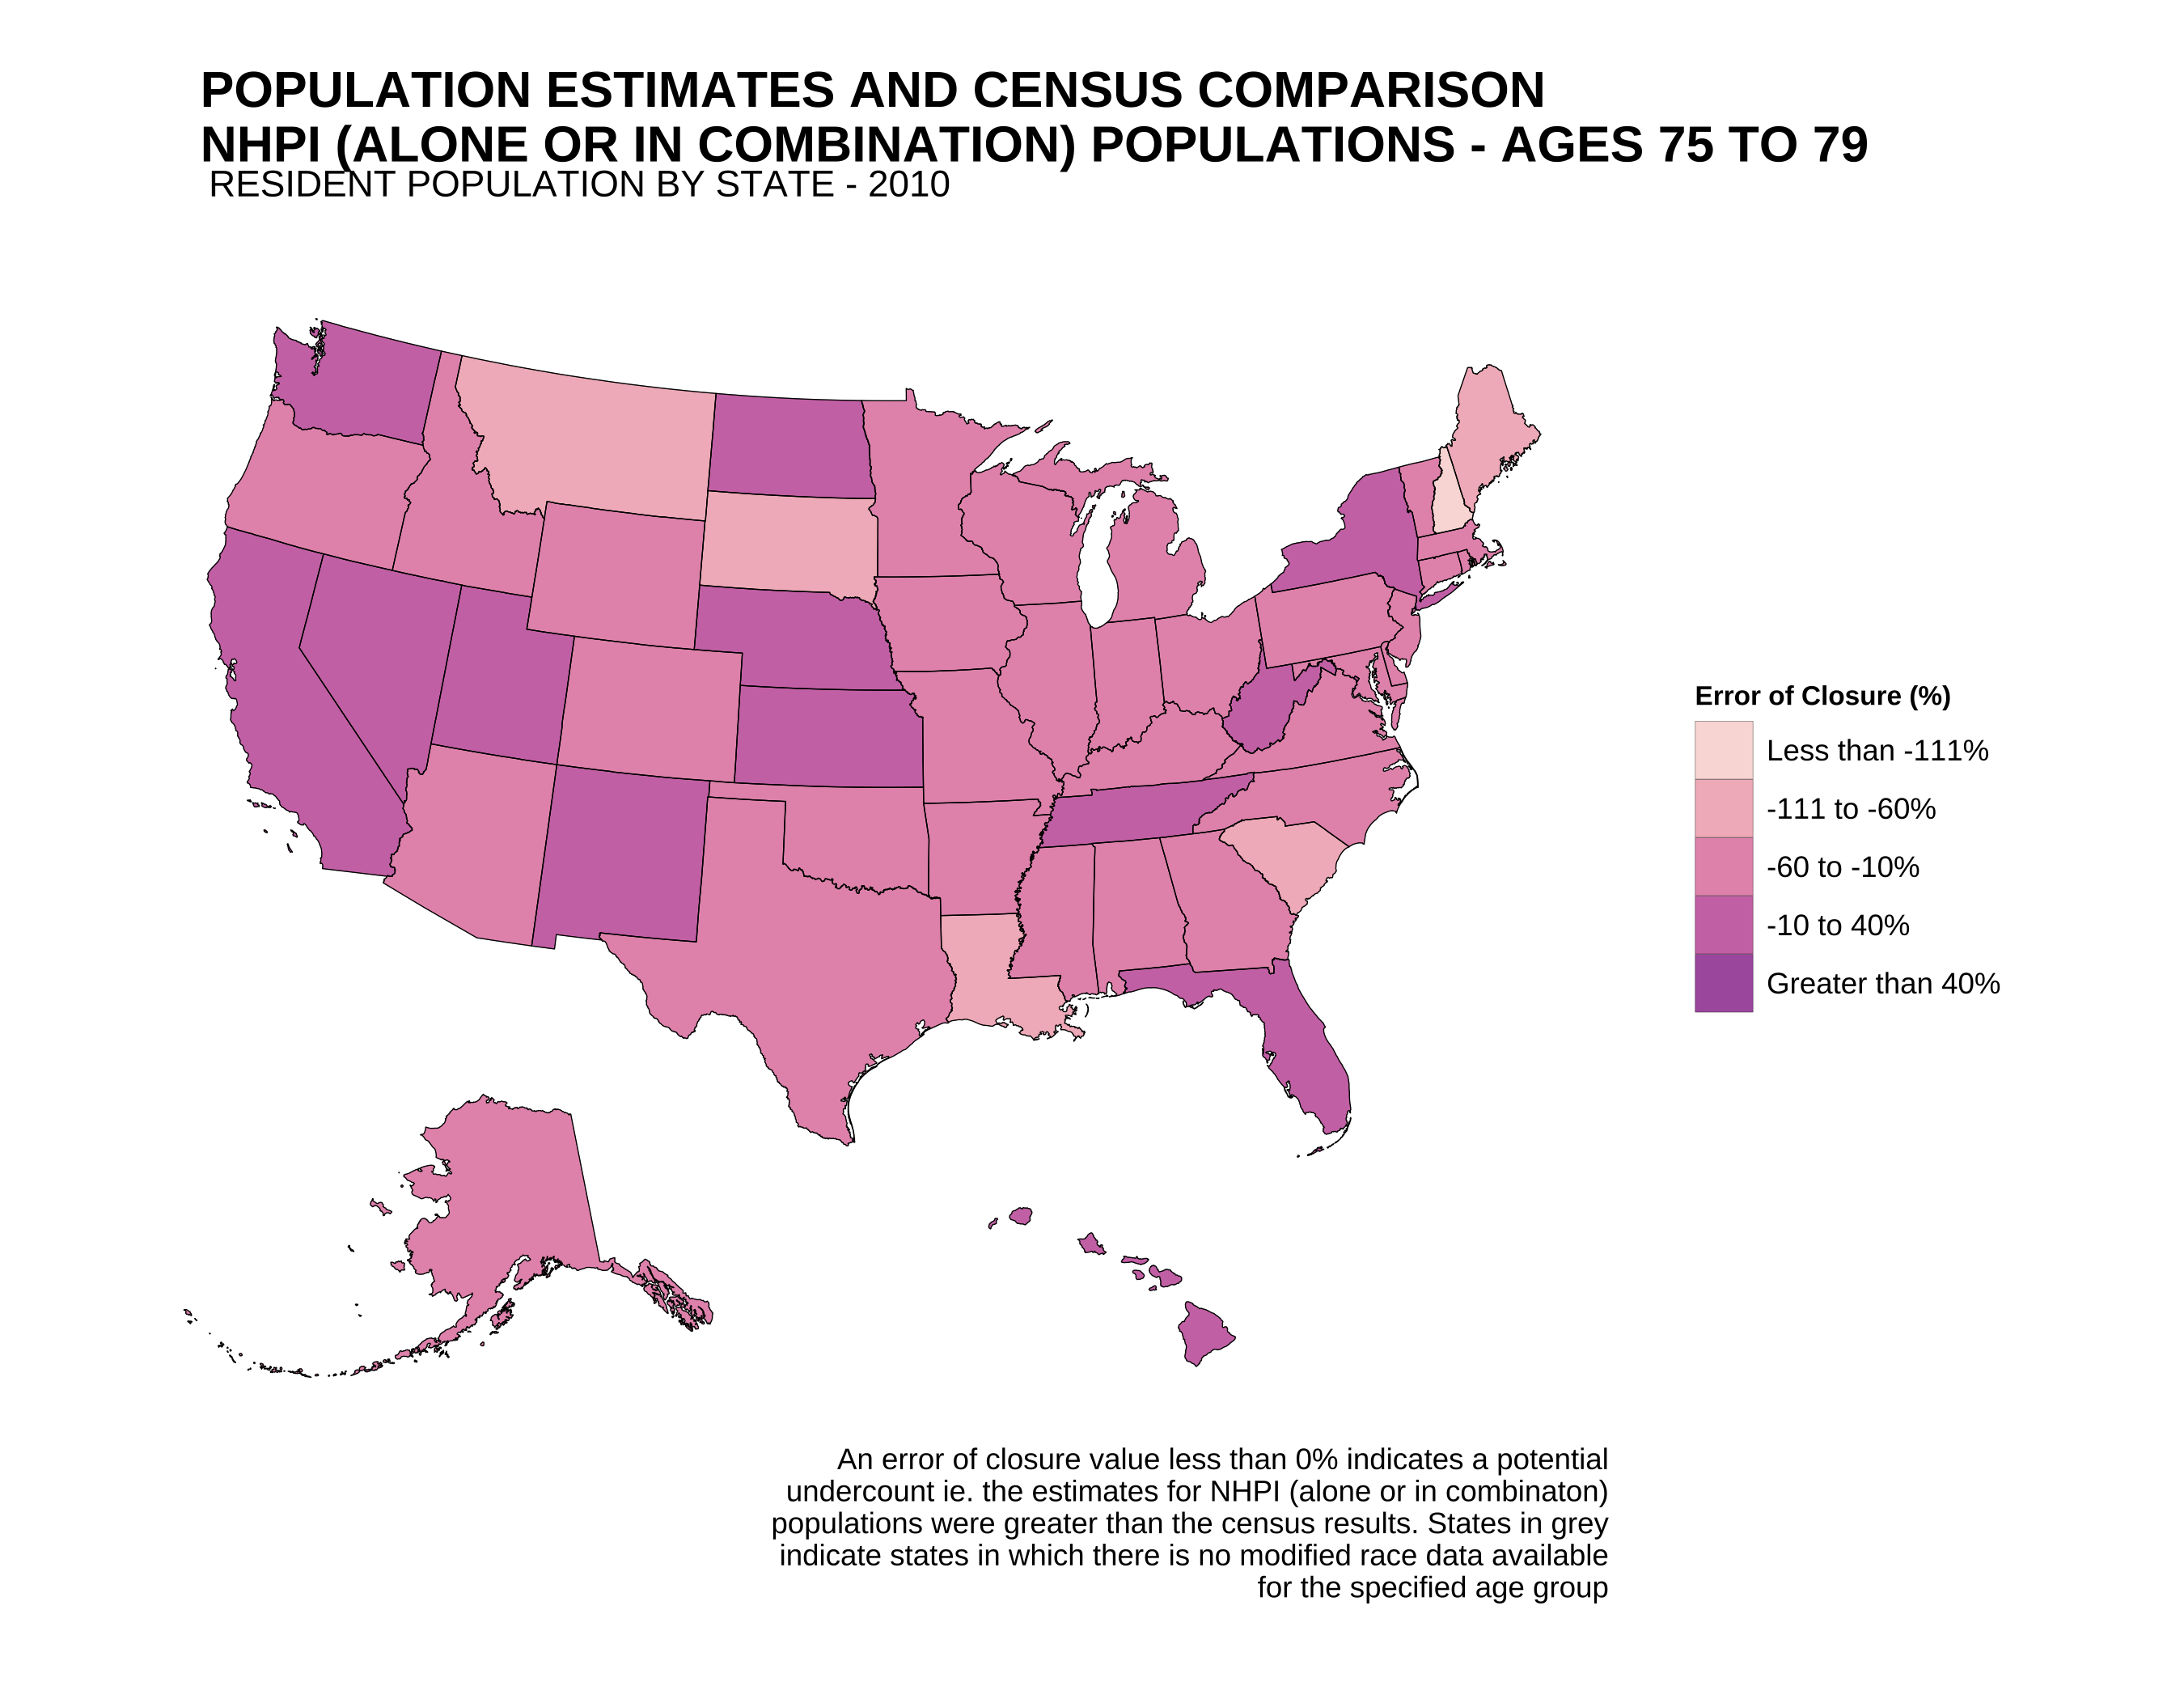 POPULATION ESTIMATES AND CENSUS COMPARISON
NHPI (ALONE OR IN COMBINATION) POPULATIONS - AGES 75 TO 79
RESIDENT POPULATION BY STATE - 2010
Error of Closure (%)
Less than -111%
-111 to -60%
-60 to -10%
-10 to 40%
Greater than 40%
An error of closure value less than 0% indicates a potential
undercount ie. the estimates for NHPI (alone or in combinaton)
populations were greater than the census results. States in grey
indicate states in which there is no modified race data available
for the specified age group